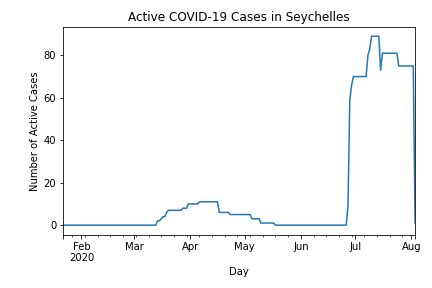 Active COVID-19 Cases in Seychelles
Number of Active Cases
80
60
40
20
0
Feb Mar Apr May Jun Jul Aug
2020
Day